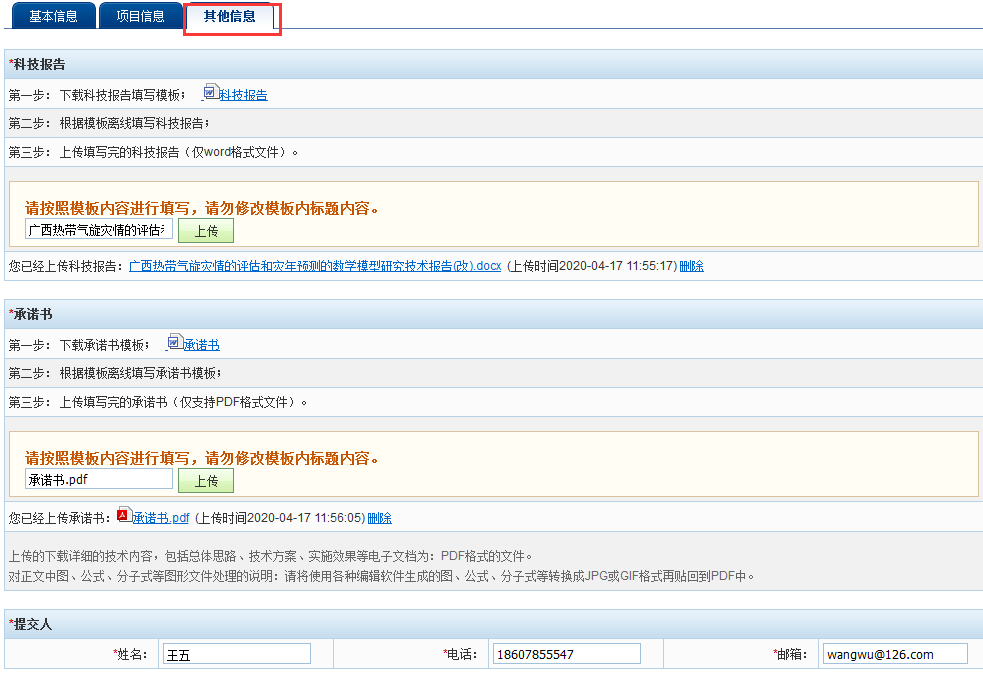 基本信息 项目信息 其他信息
*科技报告
第一步： 下载科技报告填写模板； 科技报告
第二步： 根据模板离线填写科技报告；
第三步： 上传填写完的科技报告（仅word格式文件）。
请按照模板内容进行填写，请勿修改模板内标题内容。
广西热带气旋灾情的评估 上传
您已经上传科技报告：广西热带气旋灾情的评估和灾年预测的数学模型研究技术报告(改).docx (上传时间2020-04-17 11:55:17) 删除
*承诺书
第一步： 下载承诺书模板； 承诺书
第二步： 根据模板离线填写承诺书模板；
第三步： 上传填写完的承诺书（仅支持PDF格式文件）。
请按照模板内容进行填写，请勿修改模板内标题内容。
承诺书.pdf 上传
您已经上传承诺书：承诺书.pdf (上传时间2020-04-17 11:56:05) 删除
上传的下载详细的技术内容，包括总体思路、技术方案、实施效果等电子文档为：PDF格式的文件。
对正文中图、公式、分子式等图形文件处理的说明：请将使用各种编辑软件生成的图、公式、分子式等转换成JPG或GIF格式再贴回到PDF中。
*提交人
*姓名： 王五 *电话： 18607855547 *邮箱： wangwu@126.com